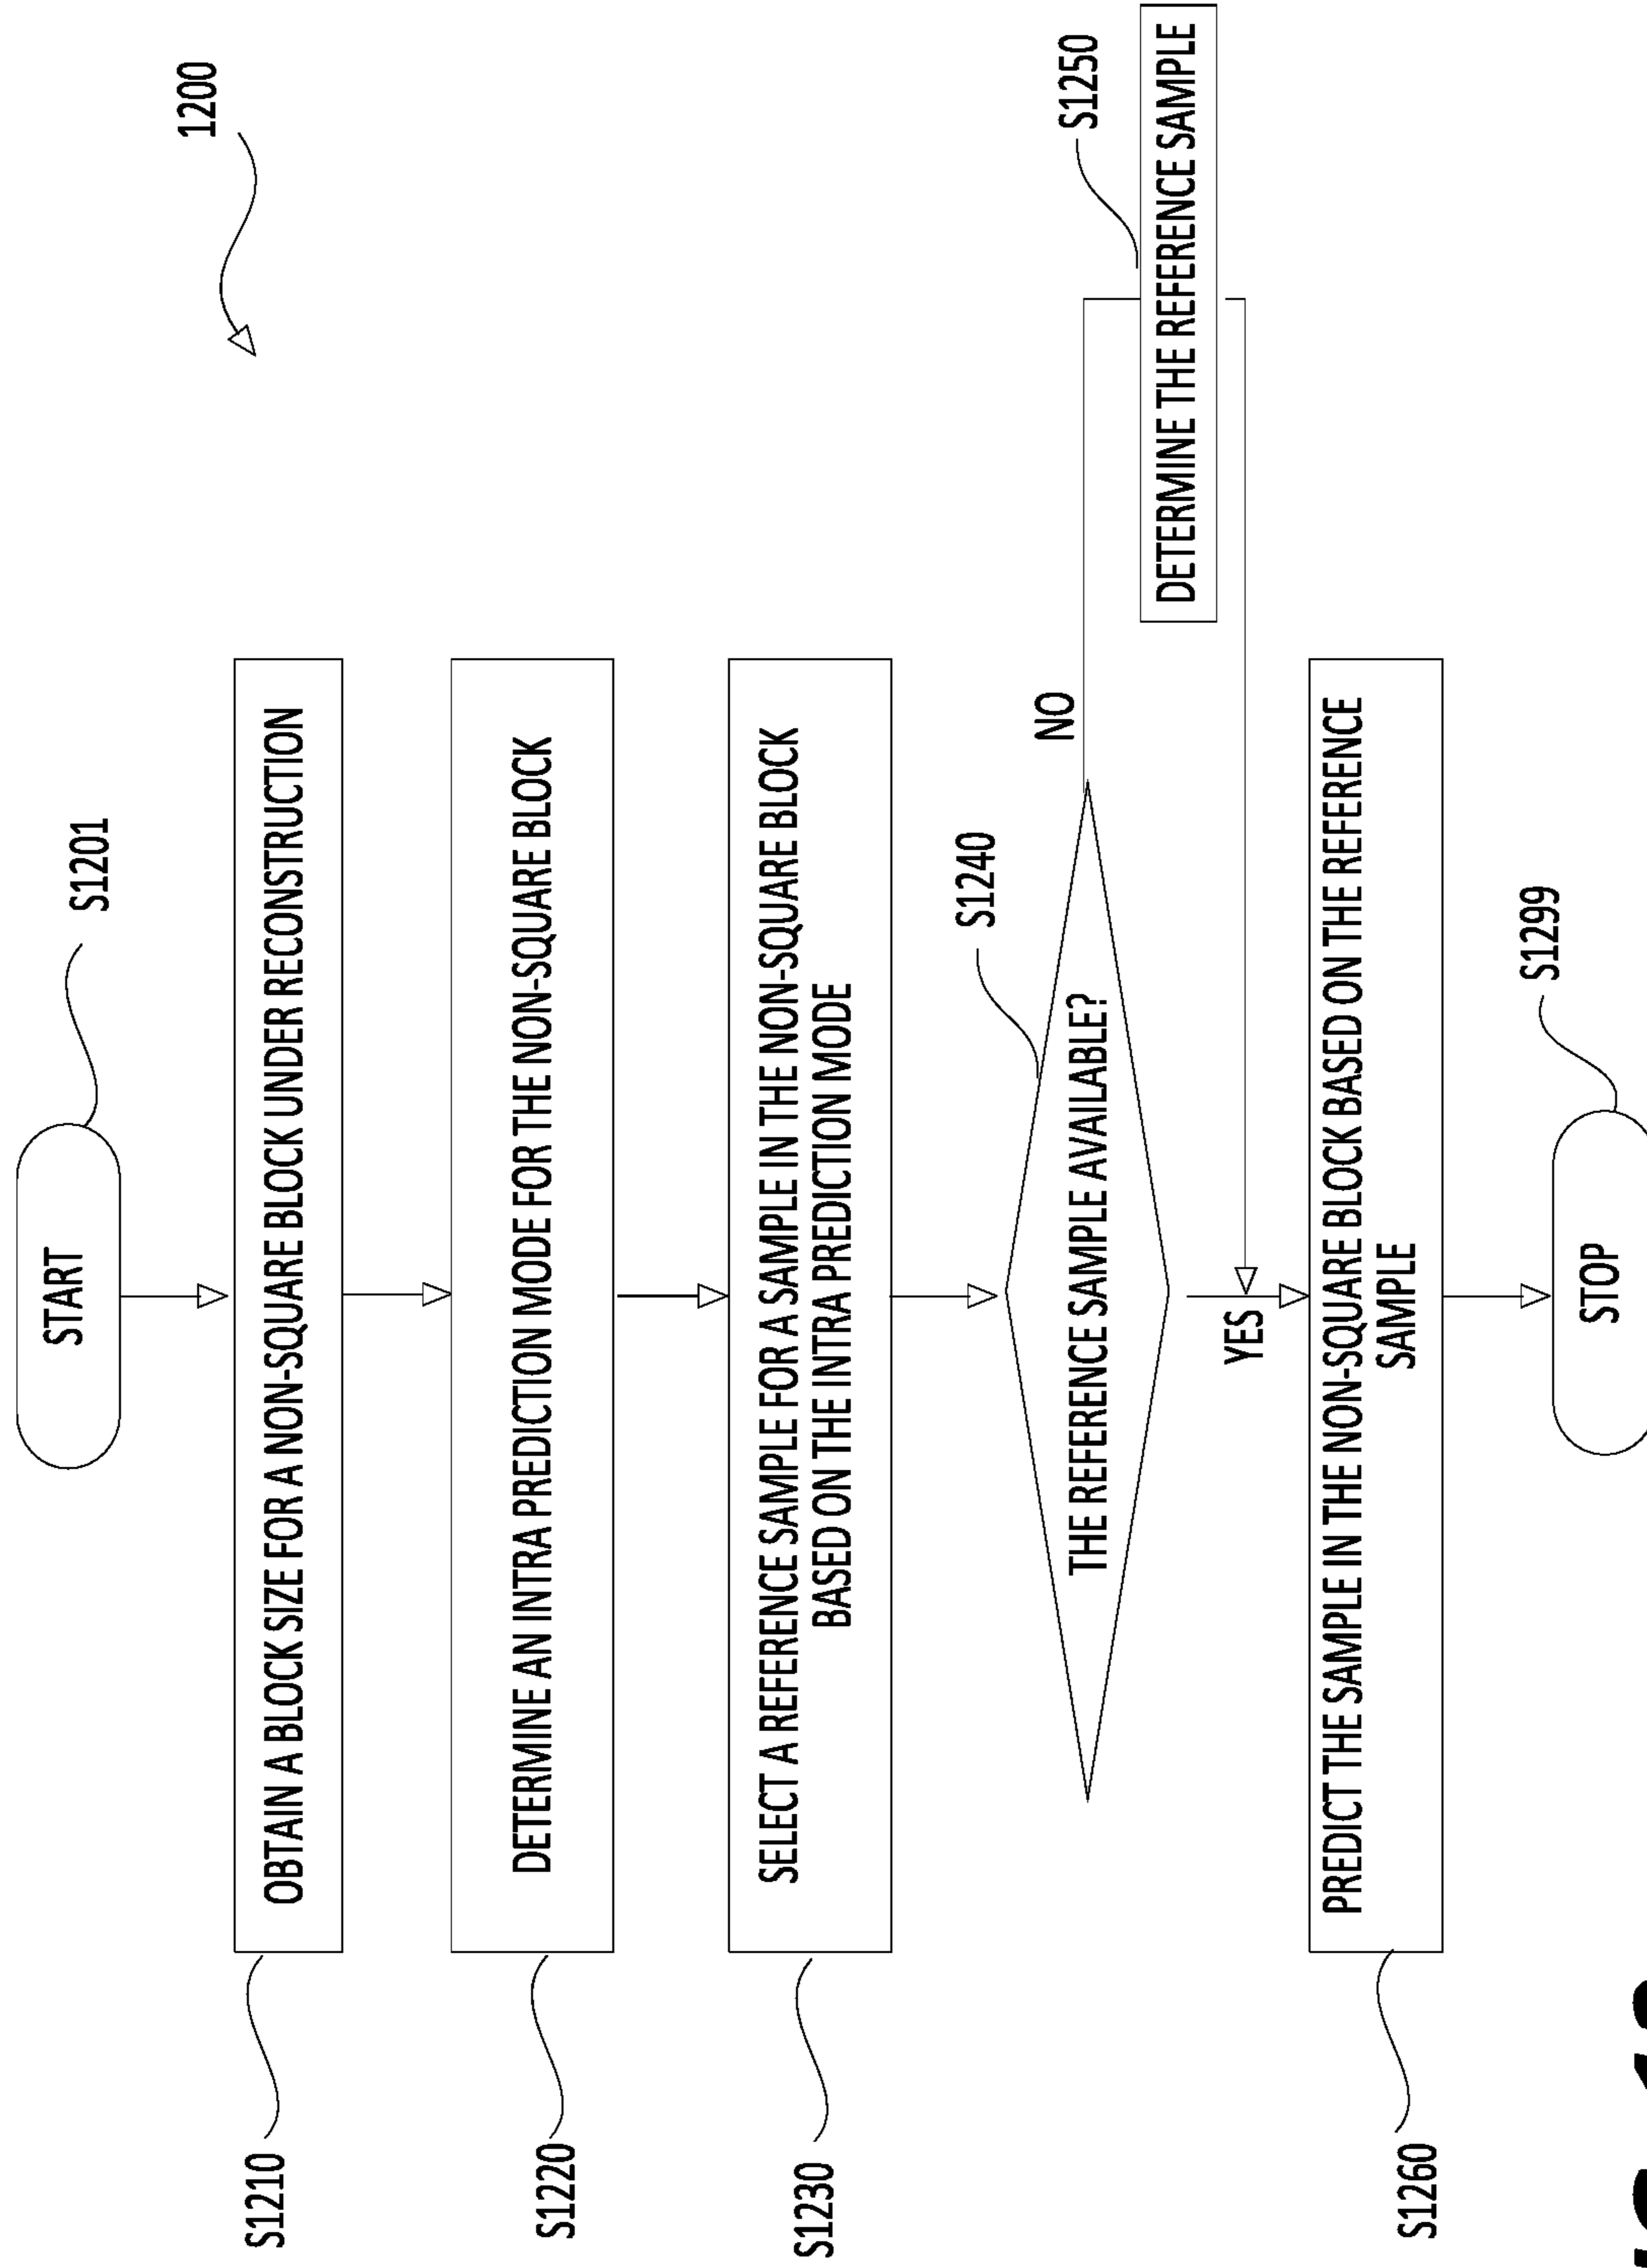 1200
START
S1201
S1210
OBTAIN A BLOCK SIZE FOR A NON-SQUARE BLOCK UNDER RECONSTRUCTION
S1220
DETERMINE AN INTRA PREDICTION MODE FOR THE NON-SQUARE BLOCK
S1230
SELECT A REFERENCE SAMPLE FOR A SAMPLE IN THE NON-SQUARE BLOCK
BASED ON THE INTRA PREDICTION MODE
S1240
THE REFERENCE SAMPLE AVAILABLE?
NO
S1250
DETERMINE THE REFERENCE SAMPLE
YES
S1260
PREDICT THE SAMPLE IN THE NON-SQUARE BLOCK BASED ON THE REFERENCE
SAMPLE
S1299
STOP